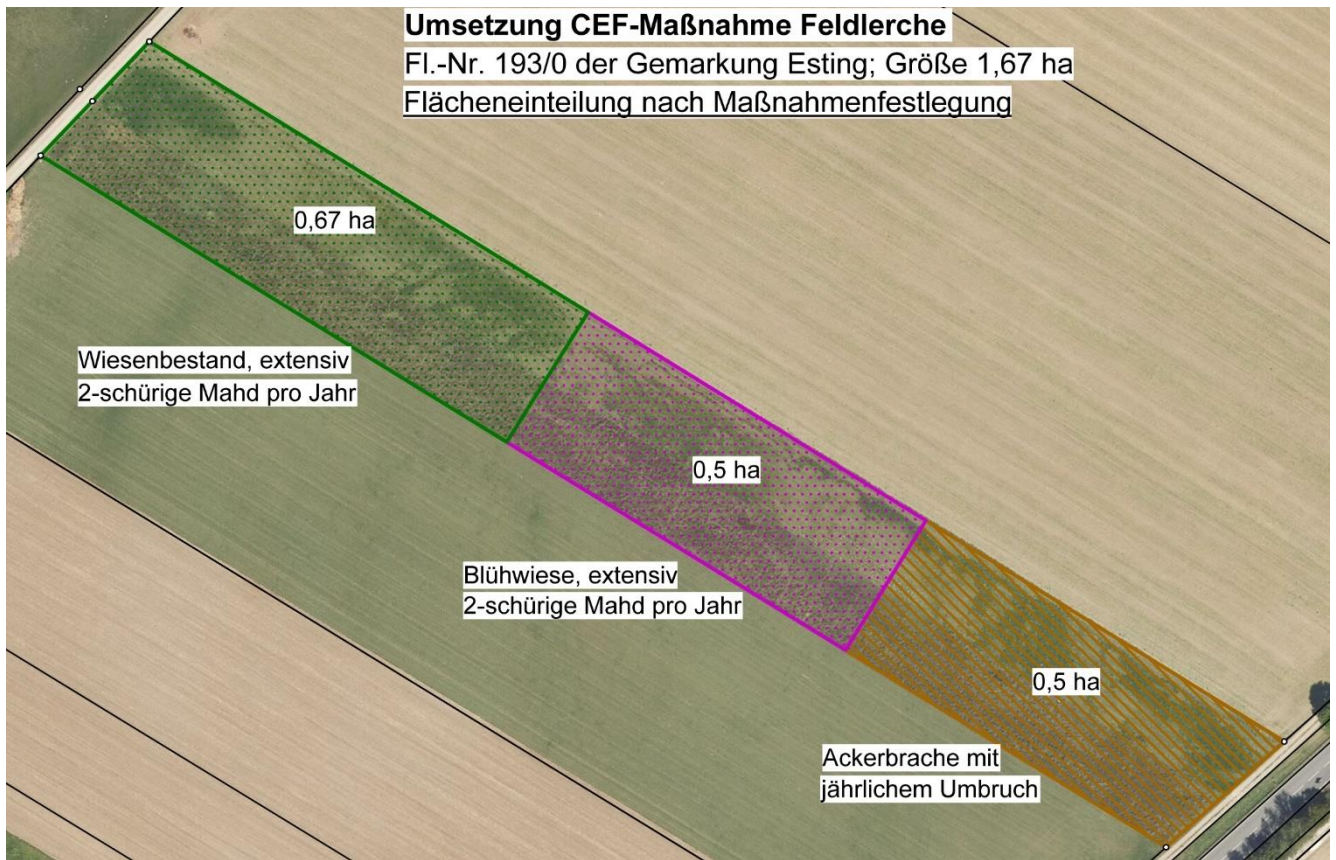 Umsetzung CEF-Maßnahme Feldlerche
Fl.-Nr. 193/0 der Gemarkung Esting; Größe 1,67 ha
Flächeneinteilung nach Maßnahmenfestlegung
0,67 ha
Wiesenbestand, extensiv
2-schürige Mahd pro Jahr
0,5 ha
Blühwiese, extensiv
2-schürige Mahd pro Jahr
0,5 ha
Ackerbrache mit
jährlichem Umbruch